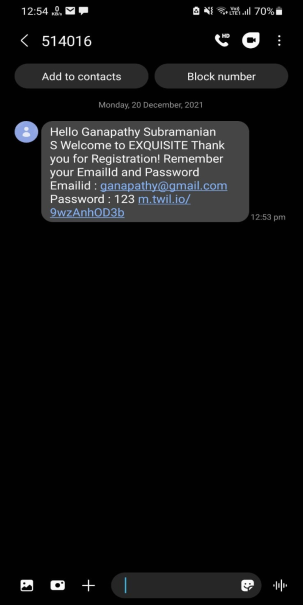 12:54
70%
514016
Add to contacts
Block number
Monday, 20 December, 2021
Hello Ganapathy Subramanian
S Welcome to EXQUISITE Thank
you for Registration! Remember
your EmailId and Password
Emailid : ganapathy@gmail.com
Password : 123 m.twil.io/
9wzAnhOD3b
12:53 pm